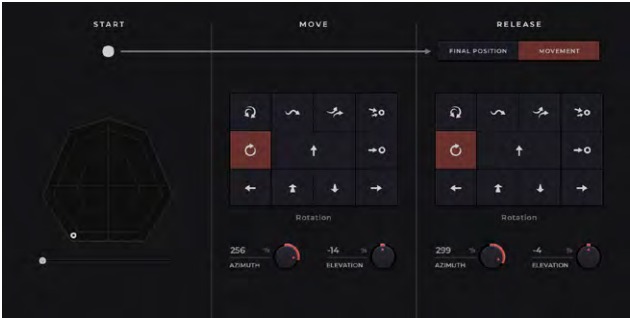 START
MOVE
RELEASE
FINAL POSITION MOVEMENT
Rotation
Rotation
256 %
AZIMUTH
-14 %
ELEVATION
299 %
AZIMUTH
-4 %
ELEVATION